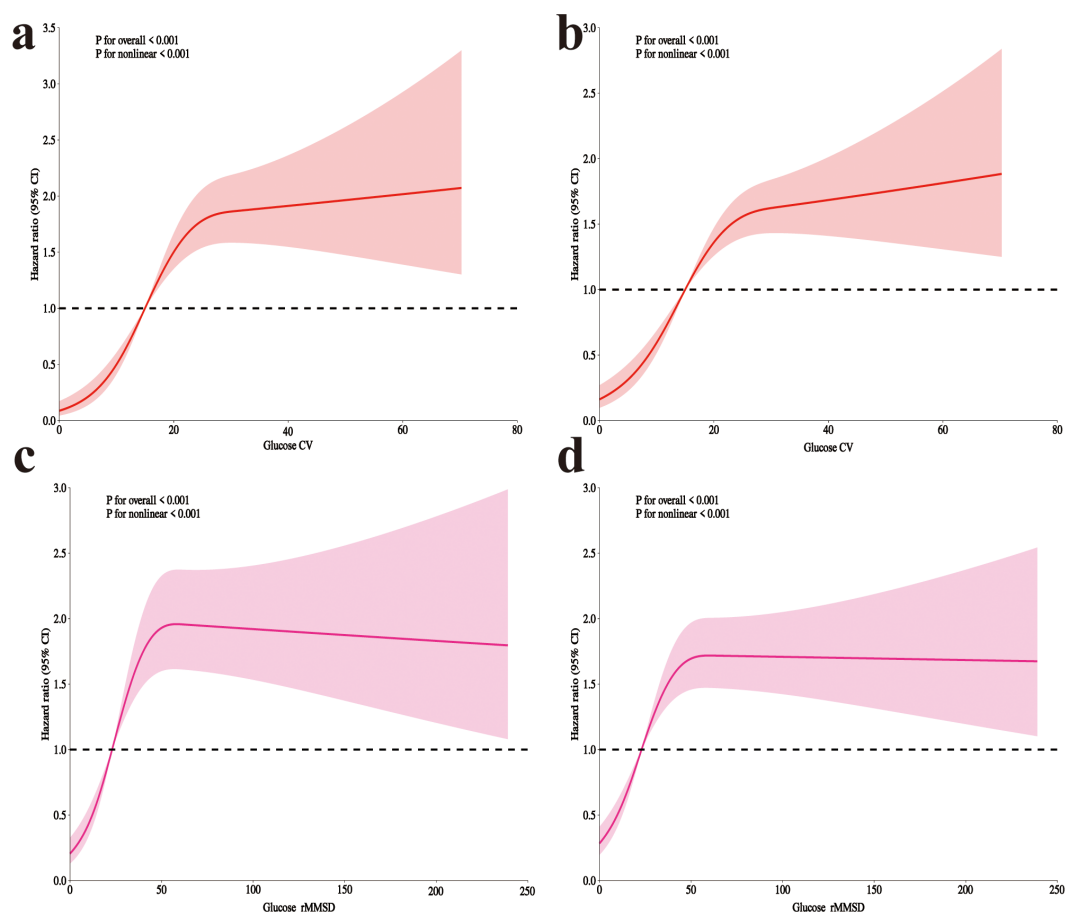 a
P for overall < 0.001
P for nonlinear < 0.001
Hazard ratio (95% CI)
3.5
3.0
2.5
2.0
1.5
1.0
0.5
0.0
0 20 40 60 80
Glucose CV
b
P for overall < 0.001
P for nonlinear < 0.001
Hazard ratio (95% CI)
3.0
2.5
2.0
1.5
1.0
0.5
0.0
0 20 40 60 80
Glucose CV
c
P for overall < 0.001
P for nonlinear < 0.001
Hazard ratio (95% CI)
3.0
2.5
2.0
1.5
1.0
0.5
0.0
0 50 100 150 200 250
Glucose rMMSD
d
P for overall < 0.001
P for nonlinear < 0.001
Hazard ratio (95% CI)
3.0
2.5
2.0
1.5
1.0
0.5
0.0
0 50 100 150 200 250
Glucose rMMSD